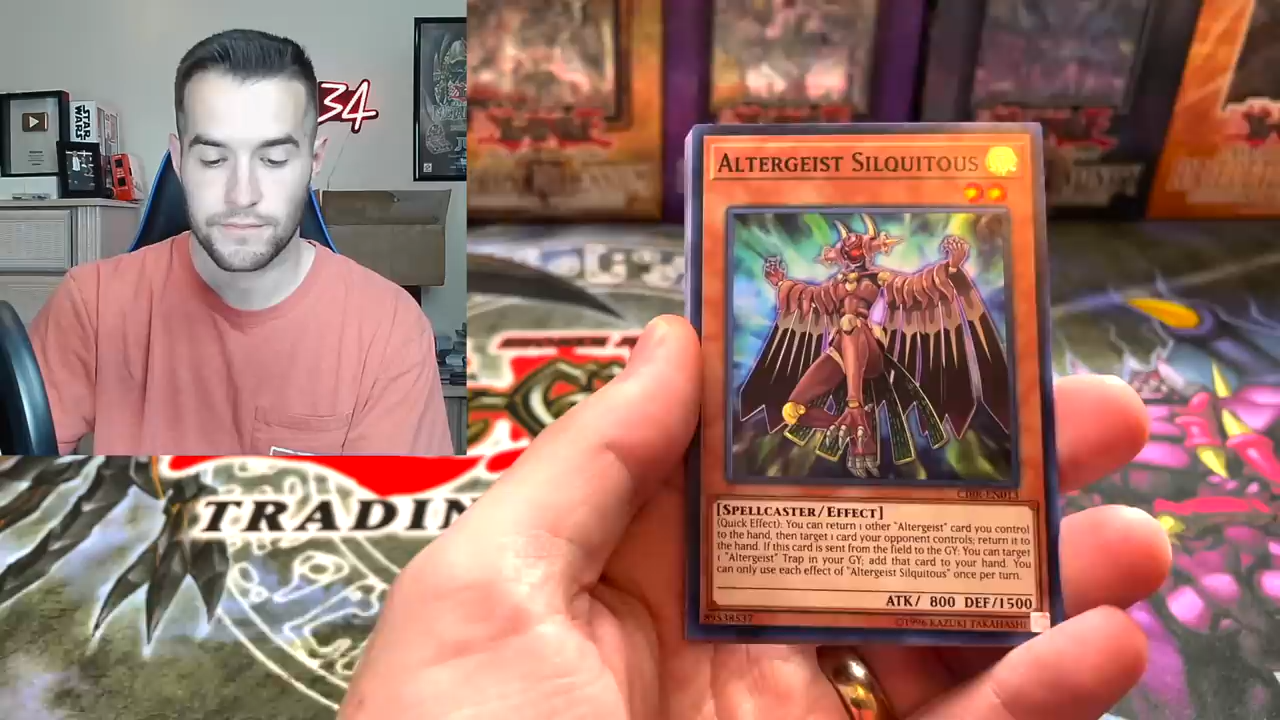 34
STAR
WARS
ALTERGEIST SILQUITOUS
CIBR-EN013
[SPELLCASTER/EFFECT]
(Quick Effect): You can return 1 other "Altergeist" card you control
to the hand, then target 1 card your opponent controls; return it to
the hand. If this card is sent from the field to the GY: You can target
1 "Altergeist" Trap in your GY; add that card to your hand. You
can only use each effect of "Altergeist Silquitous" once per turn.
ATK/ 800 DEF/1500
89538537
©1996 KAZUKI TAKAHASHI
TRADIN